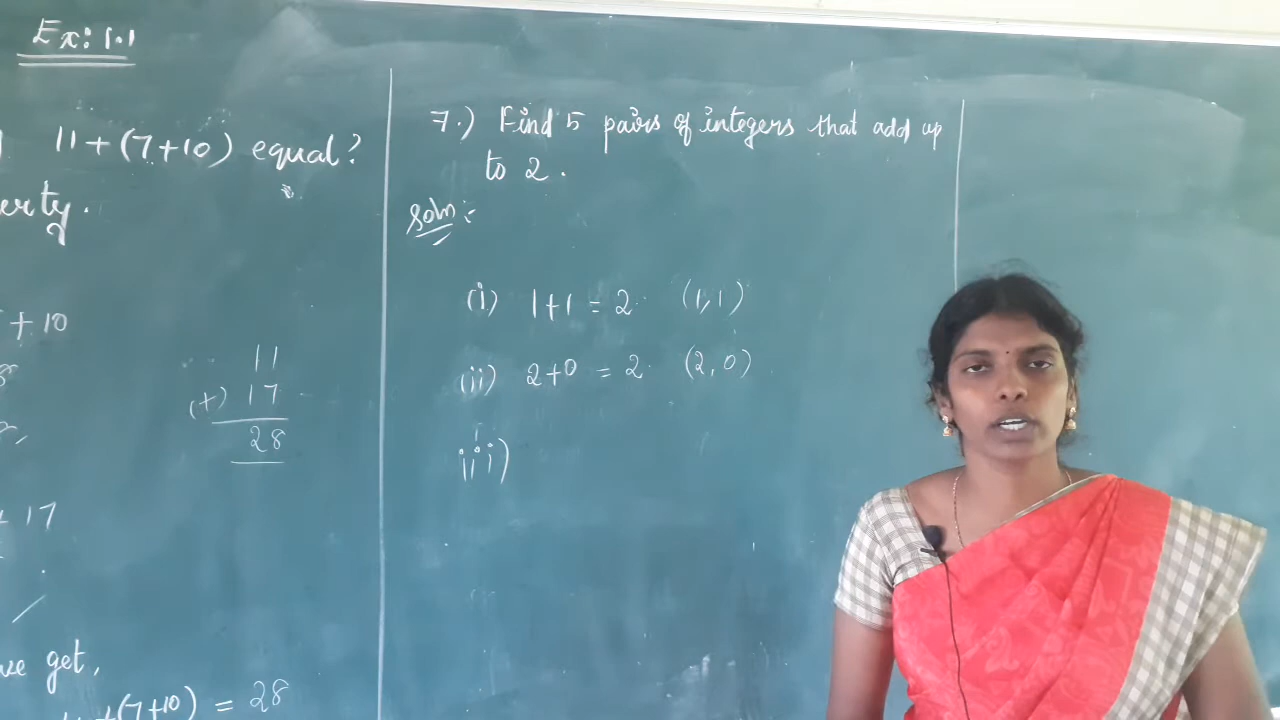 Ex: 1.1
11 + (7+10) equal?
erty.
+ 10
+ 17
11
(+) 17
28
we get,
11 + (7+10) = 28
7.) Find 5 pairs of integers that add up
to 2.
Soln:-
(i) 1+1 = 2. (1,1)
(ii) 2+0 = 2. (2,0)
iii)